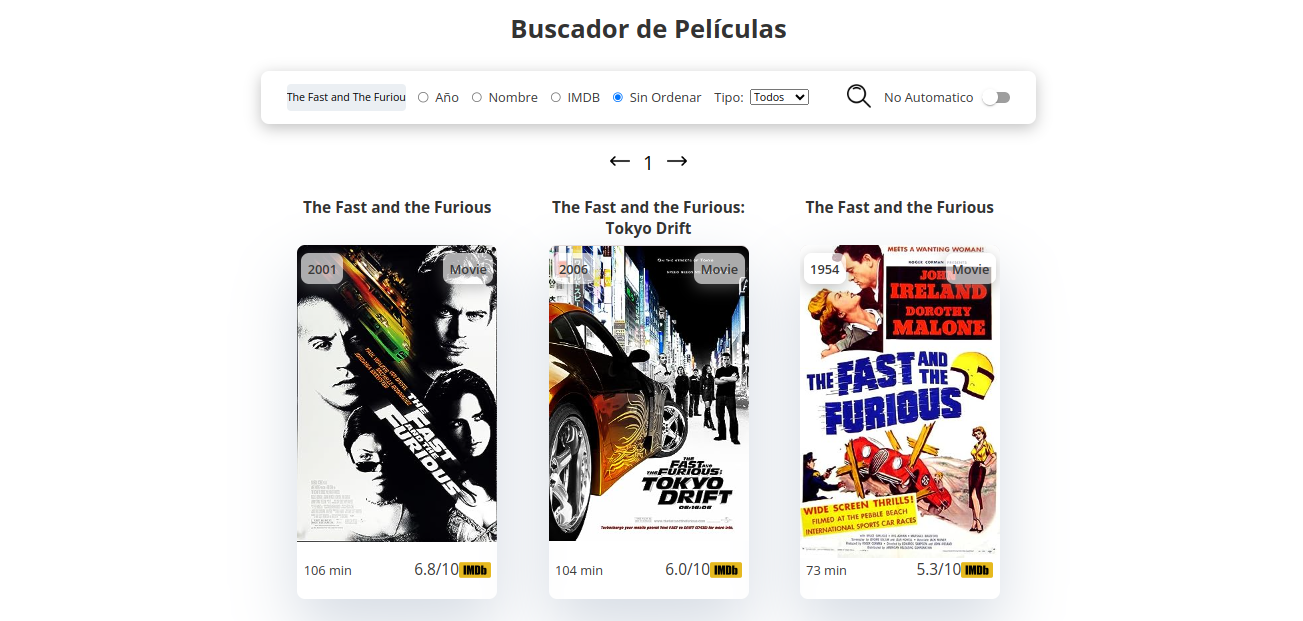 Buscador de Películas
The Fast and The Furiou
Año
Nombre
IMDB
Sin Ordenar
Tipo:
Todos
No Automatico
← 1 →
The Fast and the Furious
2001
Movie
THE
FAST
AND THE
FURIOUS
106 min
6.8/10 IMDb
The Fast and the Furious:
Tokyo Drift
2006
Movie
THE
FAST AND
THE FURIOUS:
TOKYO
DRIFT
104 min
6.0/10 IMDb
The Fast and the Furious
1954
Movie
MEETS A WANTING WOMAN!
ROGER CORMAN
JOHN
IRELAND
DOROTHY
MALONE
THE FAST AND THE
FURIOUS
WIDE SCREEN THRILLS!
FILMED AT THE PEBBLE BEACH
INTERNATIONAL SPORTS CAR RACES
73 min
5.3/10 IMDb